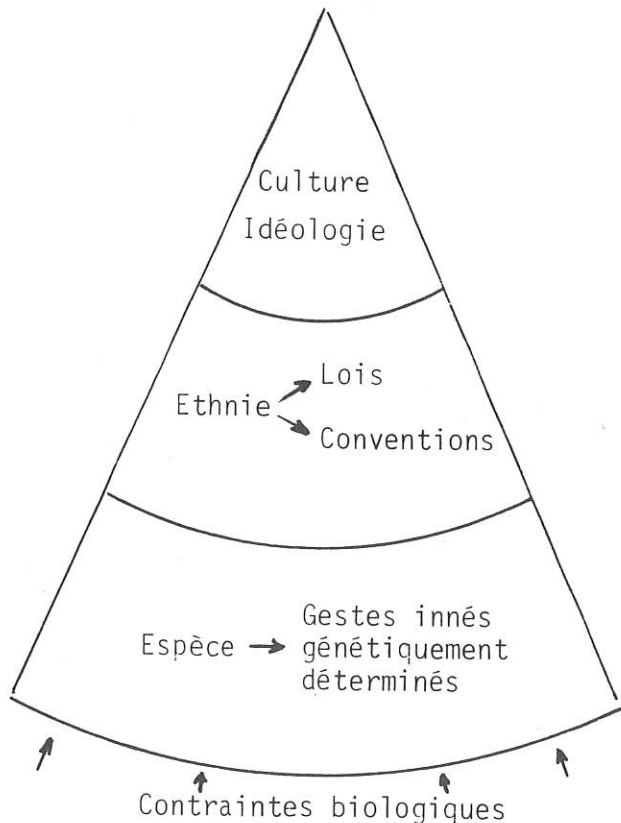 Culture
Idéologie
Lois
Ethnie
Conventions
Gestes innés
Espèce génétiquement
déterminés
Contraintes biologiques